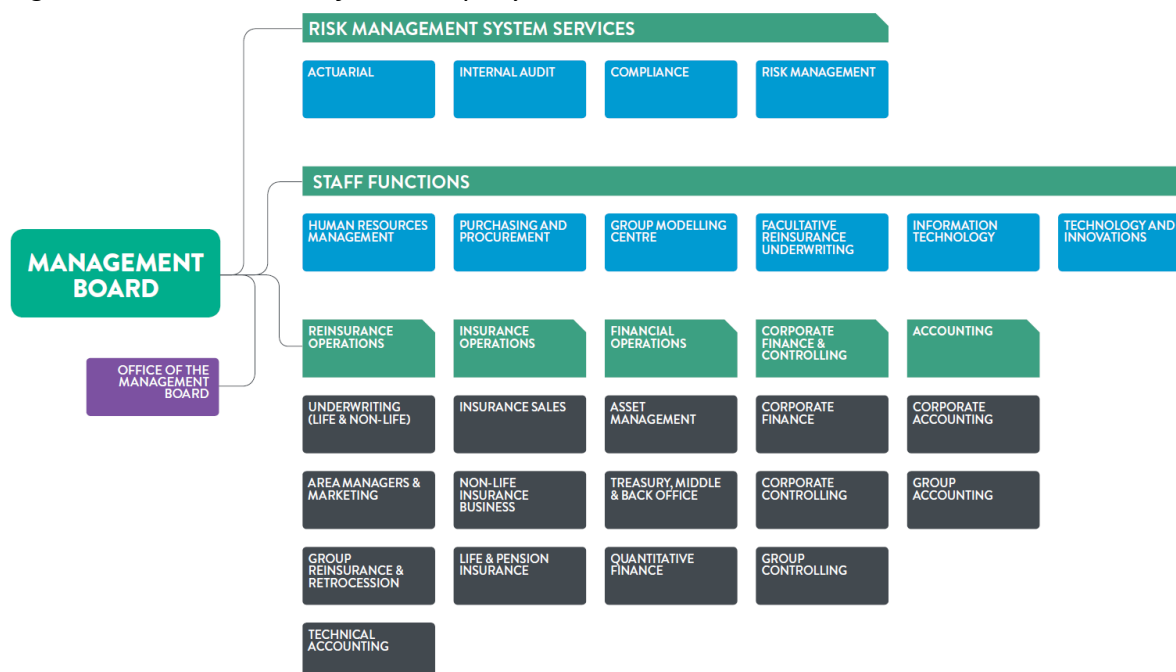 RISK MANAGEMENT SYSTEM SERVICES
ACTUARIAL
INTERNAL AUDIT
COMPLIANCE
RISK MANAGEMENT
STAFF FUNCTIONS
HUMAN RESOURCES
MANAGEMENT
PURCHASING AND
PROCUREMENT
GROUP MODELLING
CENTRE
FACULTATIVE
REINSURANCE
UNDERWRITING
INFORMATION
TECHNOLOGY
TECHNOLOGY AND
INNOVATIONS
MANAGEMENT
BOARD
OFFICE OF THE
MANAGEMENT
BOARD
REINSURANCE
OPERATIONS
INSURANCE
OPERATIONS
FINANCIAL
OPERATIONS
CORPORATE
FINANCE &
CONTROLLING
ACCOUNTING
UNDERWRITING
(LIFE & NON-LIFE)
INSURANCE SALES
ASSET
MANAGEMENT
CORPORATE
FINANCE
CORPORATE
ACCOUNTING
AREA MANAGERS &
MARKETING
NON-LIFE
INSURANCE
BUSINESS
TREASURY, MIDDLE
& BACK OFFICE
CORPORATE
CONTROLLING
GROUP
ACCOUNTING
GROUP
REINSURANCE &
RETROCESSION
LIFE & PENSION
INSURANCE
QUANTITATIVE
FINANCE
GROUP
CONTROLLING
TECHNICAL
ACCOUNTING